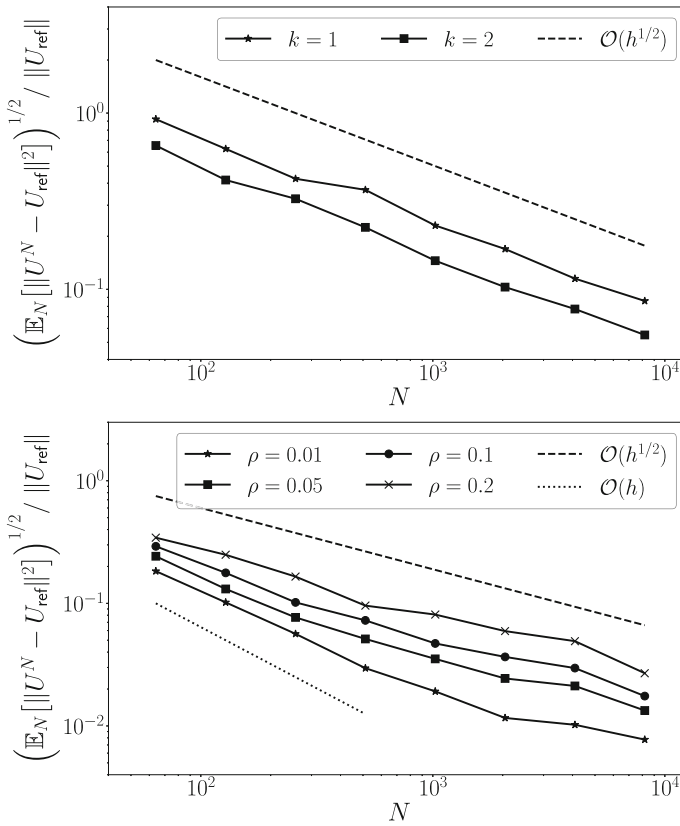 k = 1 k = 2 𝒪(h^{1/2})
(𝔼_N[‖U^N − U_ref‖²])^{1/2} / ‖U_ref‖
10^0
10^{-1}
10^2 10^3 10^4
N
ρ = 0.01 ρ = 0.1 𝒪(h^{1/2})
ρ = 0.05 ρ = 0.2 𝒪(h)
(𝔼_N[‖U^N − U_ref‖²])^{1/2} / ‖U_ref‖
10^0
10^{-1}
10^{-2}
10^2 10^3 10^4
N